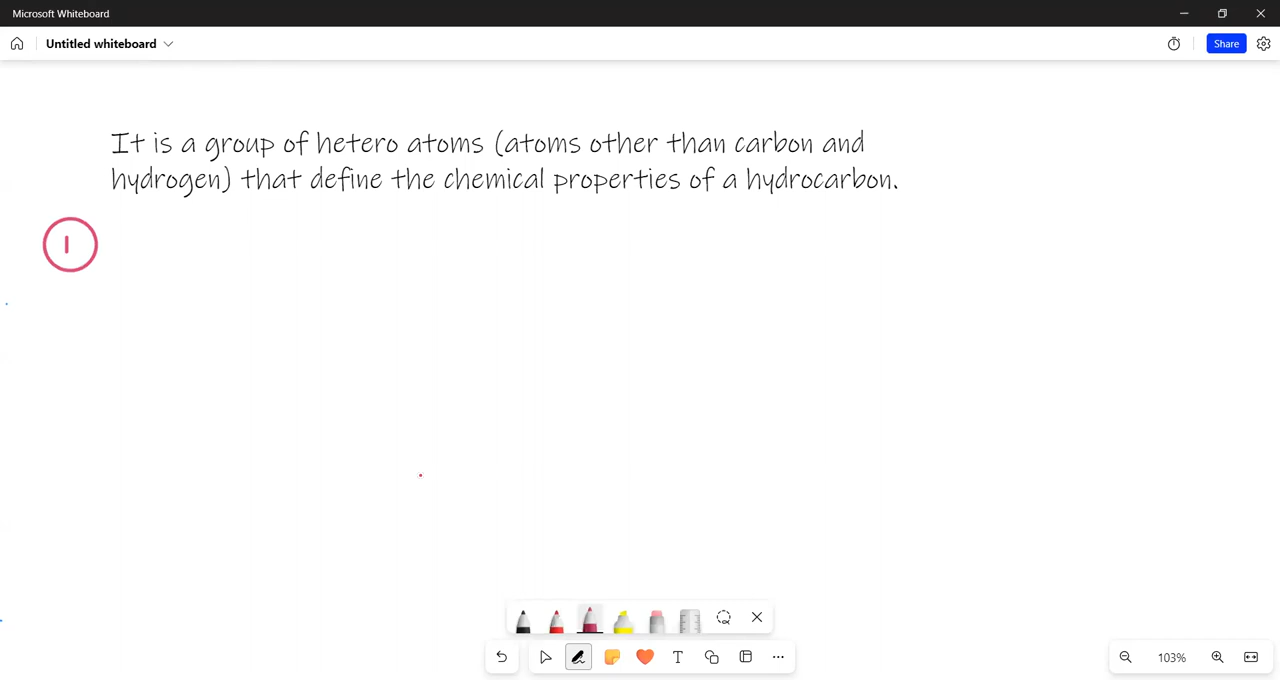 Microsoft Whiteboard
Untitled whiteboard
Share
It is a group of hetero atoms (atoms other than carbon and
hydrogen) that define the chemical properties of a hydrocarbon.
1
T
103%